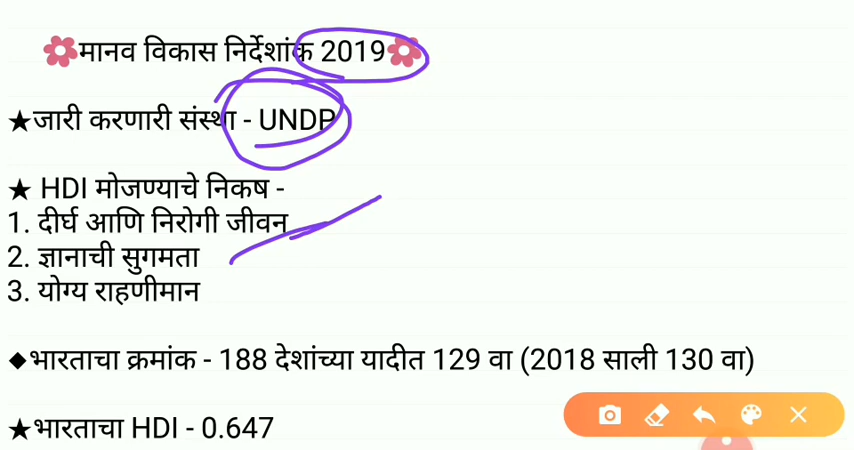 मानव विकास निर्देशांक 2019
★जारी करणारी संस्था - UNDP
★ HDI मोजण्याचे निकष -
1. दीर्घ आणि निरोगी जीवन
2. ज्ञानाची सुगमता
3. योग्य राहणीमान
◆भारताचा क्रमांक - 188 देशांच्या यादीत 129 वा (2018 साली 130 वा)
★भारताचा HDI - 0.647